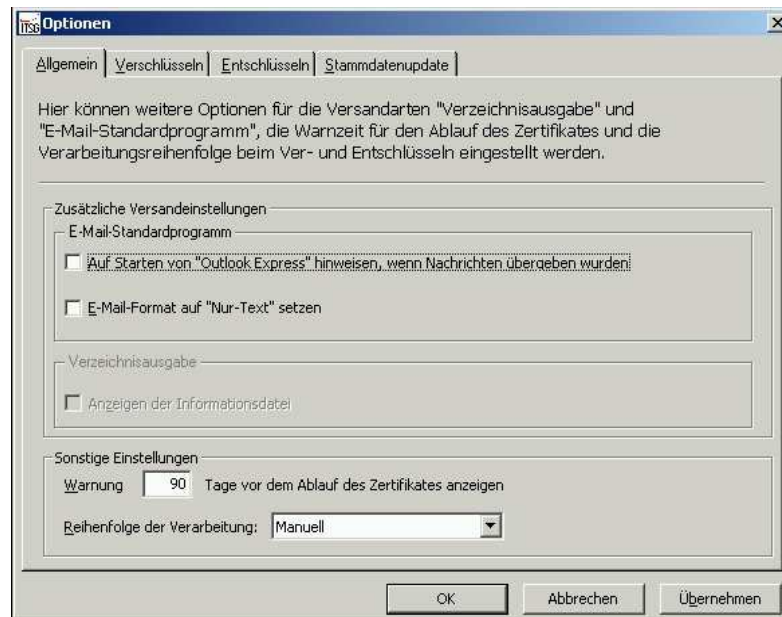 ITSG Optionen
Allgemein Verschlüsseln Entschlüsseln Stammdatenupdate
Hier können weitere Optionen für die Versandarten "Verzeichnisausgabe" und
"E-Mail-Standardprogramm", die Warnzeit für den Ablauf des Zertifikates und die
Verarbeitungsreihenfolge beim Ver- und Entschlüsseln eingestellt werden.
Zusätzliche Versandeinstellungen
E-Mail-Standardprogramm
Auf Starten von "Outlook Express" hinweisen, wenn Nachrichten übergeben wurden
E-Mail-Format auf "Nur-Text" setzen
Verzeichnisausgabe
Anzeigen der Informationsdatei
Sonstige Einstellungen
Warnung 90 Tage vor dem Ablauf des Zertifikates anzeigen
Reihenfolge der Verarbeitung: Manuell
OK Abbrechen Übernehmen